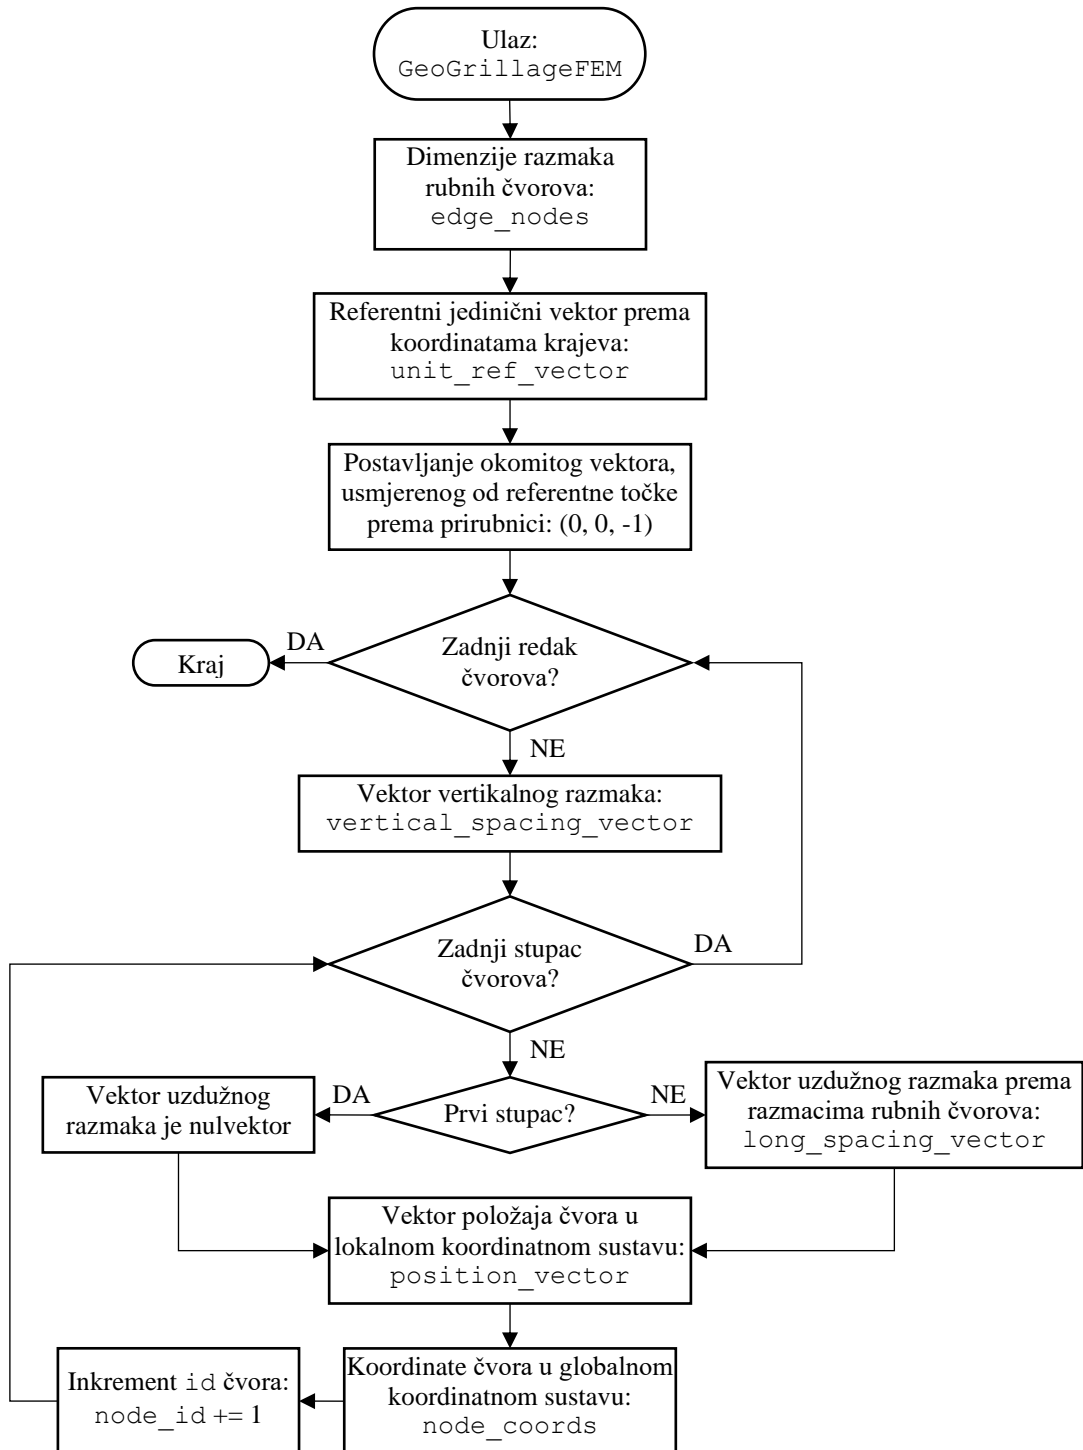 Ulaz:
GeoGrillageFEM
Dimenzije razmaka
rubnih čvorova:
edge_nodes
Referentni jedinični vektor prema
koordinatama krajeva:
unit_ref_vector
Postavljanje okomitog vektora,
usmjerenog od referentne točke
prema prirubnici: (0, 0, -1)
Zadnji redak
čvorova?
DA
Kraj
NE
Vektor vertikalnog razmaka:
vertical_spacing_vector
Zadnji stupac
čvorova?
DA
NE
Prvi stupac?
DA
NE
Vektor uzdužnog
razmaka je nulvektor
Vektor uzdužnog razmaka prema
razmacima rubnih čvorova:
long_spacing_vector
Vektor položaja čvora u
lokalnom koordinatnom sustavu:
position_vector
Koordinate čvora u globalnom
koordinatnom sustavu:
node_coords
Inkrement id čvora:
node_id += 1